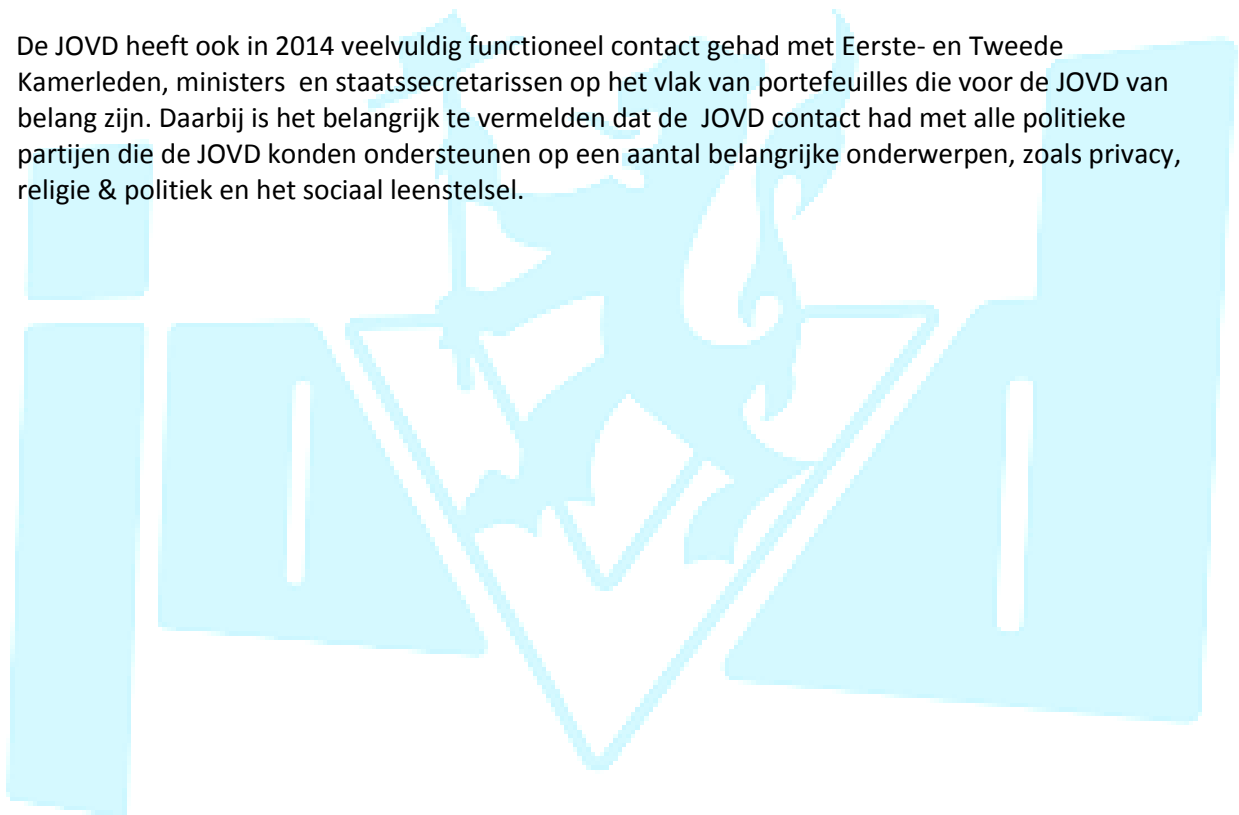 De JOVD heeft ook in 2014 veelvuldig functioneel contact gehad met Eerste- en Tweede
Kamerleden, ministers  en staatssecretarissen op het vlak van portefeuilles die voor de JOVD van
belang zijn. Daarbij is het belangrijk te vermelden dat de  JOVD contact had met alle politieke
partijen die de JOVD konden ondersteunen op een aantal belangrijke onderwerpen, zoals privacy,
religie & politiek en het sociaal leenstelsel.
jovd